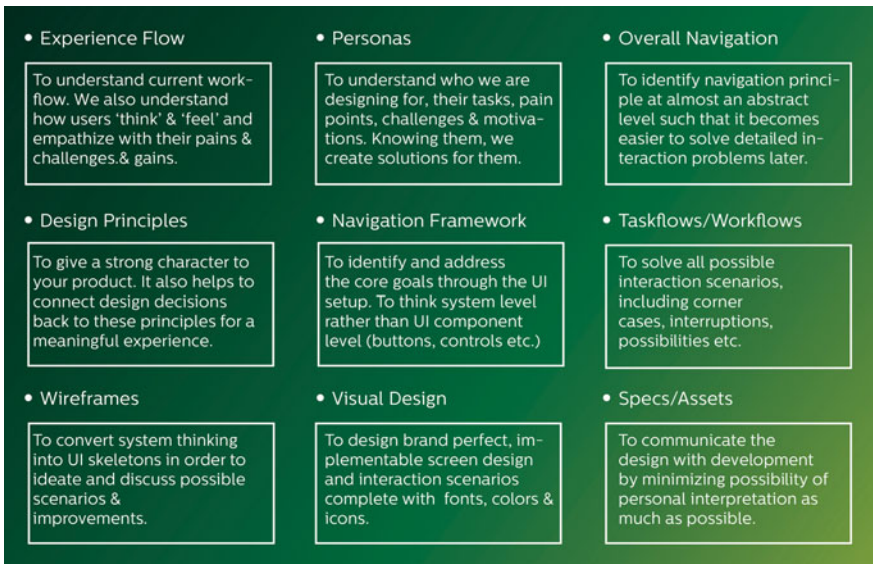 • Experience Flow
To understand current work-
flow. We also understand
how users ‘think’ & ‘feel’ and
empathize with their pains &
challenges.& gains.
• Personas
To understand who we are
designing for, their tasks, pain
points, challenges & motiva-
tions. Knowing them, we
create solutions for them.
• Overall Navigation
To identify navigation princi-
ple at almost an abstract
level such that it becomes
easier to solve detailed in-
teraction problems later.
• Design Principles
To give a strong character to
your product. It also helps to
connect design decisions
back to these principles for a
meaningful experience.
• Navigation Framework
To identify and address
the core goals through the UI
setup. To think system level
rather than UI component
level (buttons, controls etc.)
• Taskflows/Workflows
To solve all possible
interaction scenarios,
including corner
cases, interruptions,
possibilities etc.
• Wireframes
To convert system thinking
into UI skeletons in order to
ideate and discuss possible
scenarios &
improvements.
• Visual Design
To design brand perfect, im-
plementable screen design
and interaction scenarios
complete with fonts, colors &
icons.
• Specs/Assets
To communicate the
design with development
by minimizing possibility of
personal interpretation as
much as possible.